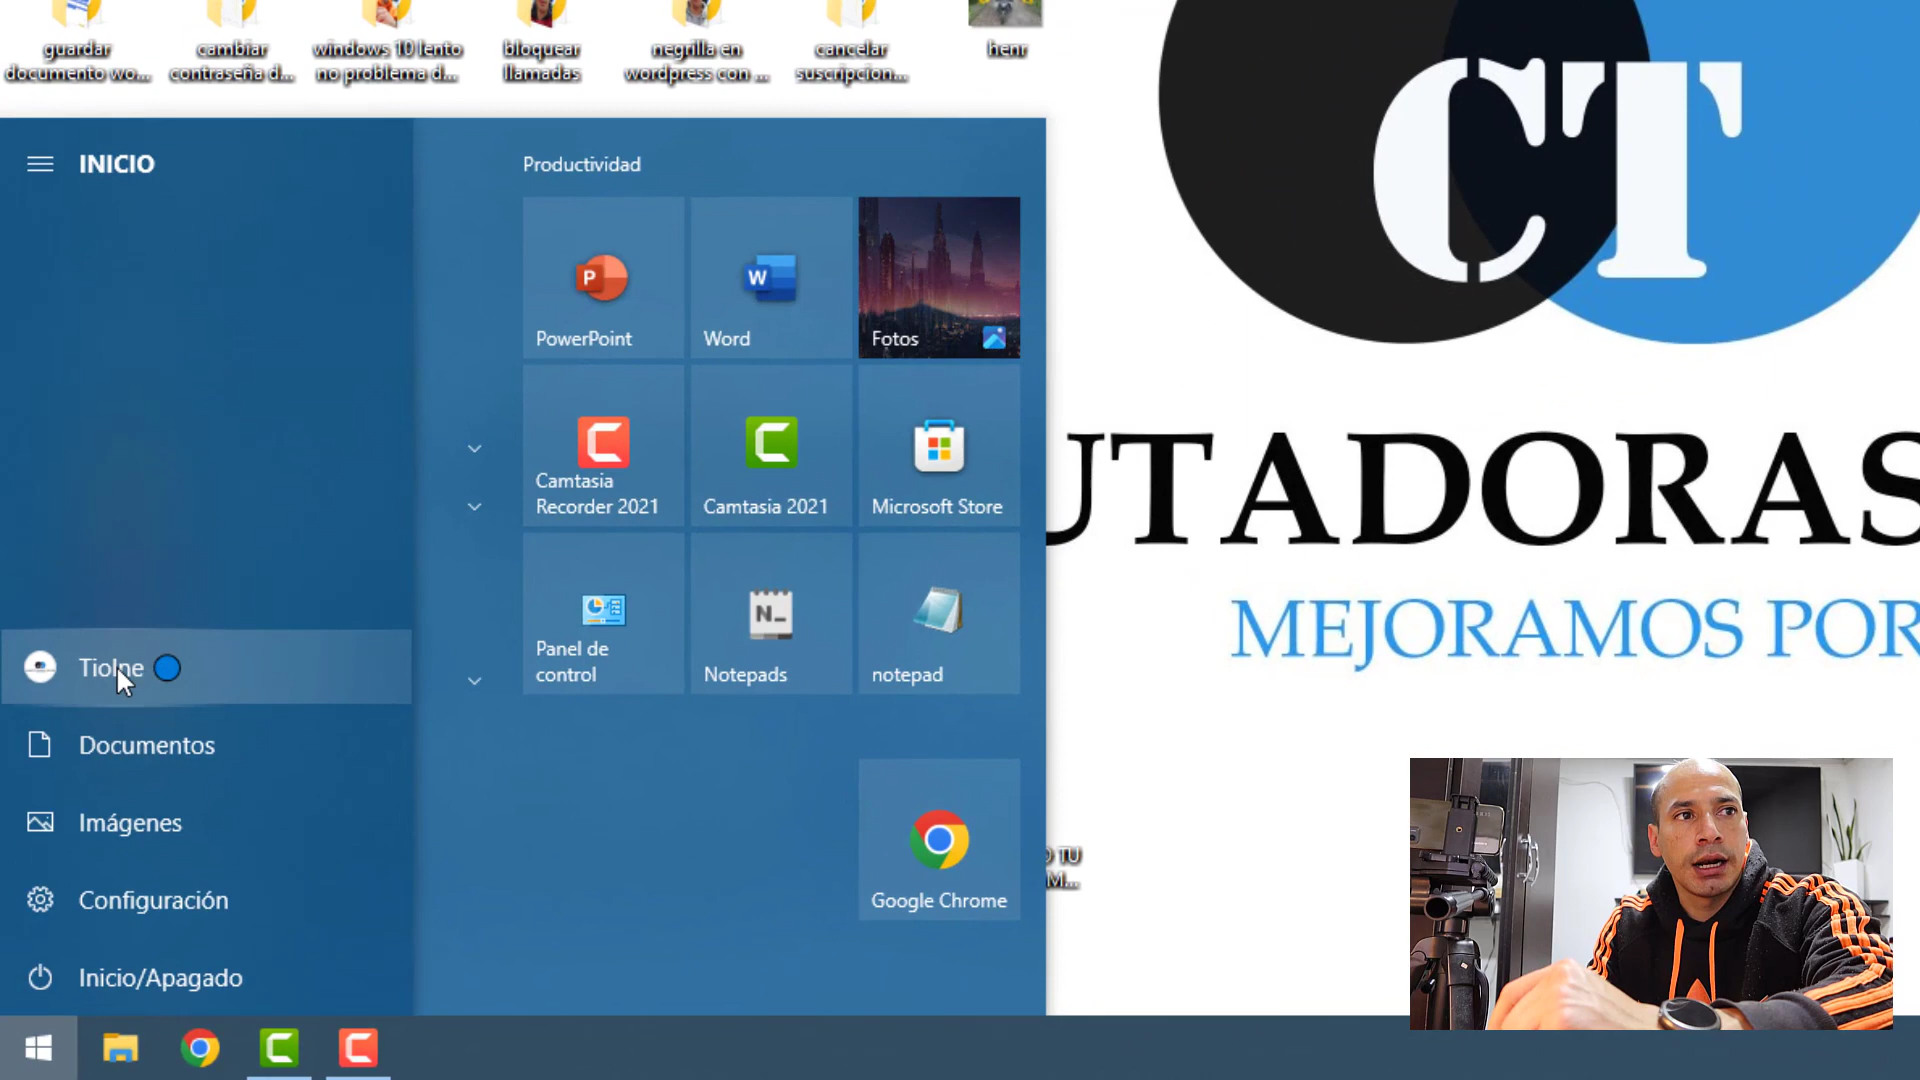 guardar
documento wo...
cambiar
contraseña d...
windows 10 lento
no problema d...
bloquear
llamadas
negrilla en
wordpress con ...
cancelar
suscripcion...
henr
CT
INICIO
Productividad
PowerPoint
Word
Fotos
Camtasia
Recorder 2021
Camtasia 2021
Microsoft Store
UTADORAS
MEJORAMOS POR
Panel de
control
Notepads
notepad
Documentos
Imágenes
Configuración
Inicio/Apagado
Google Chrome
TU